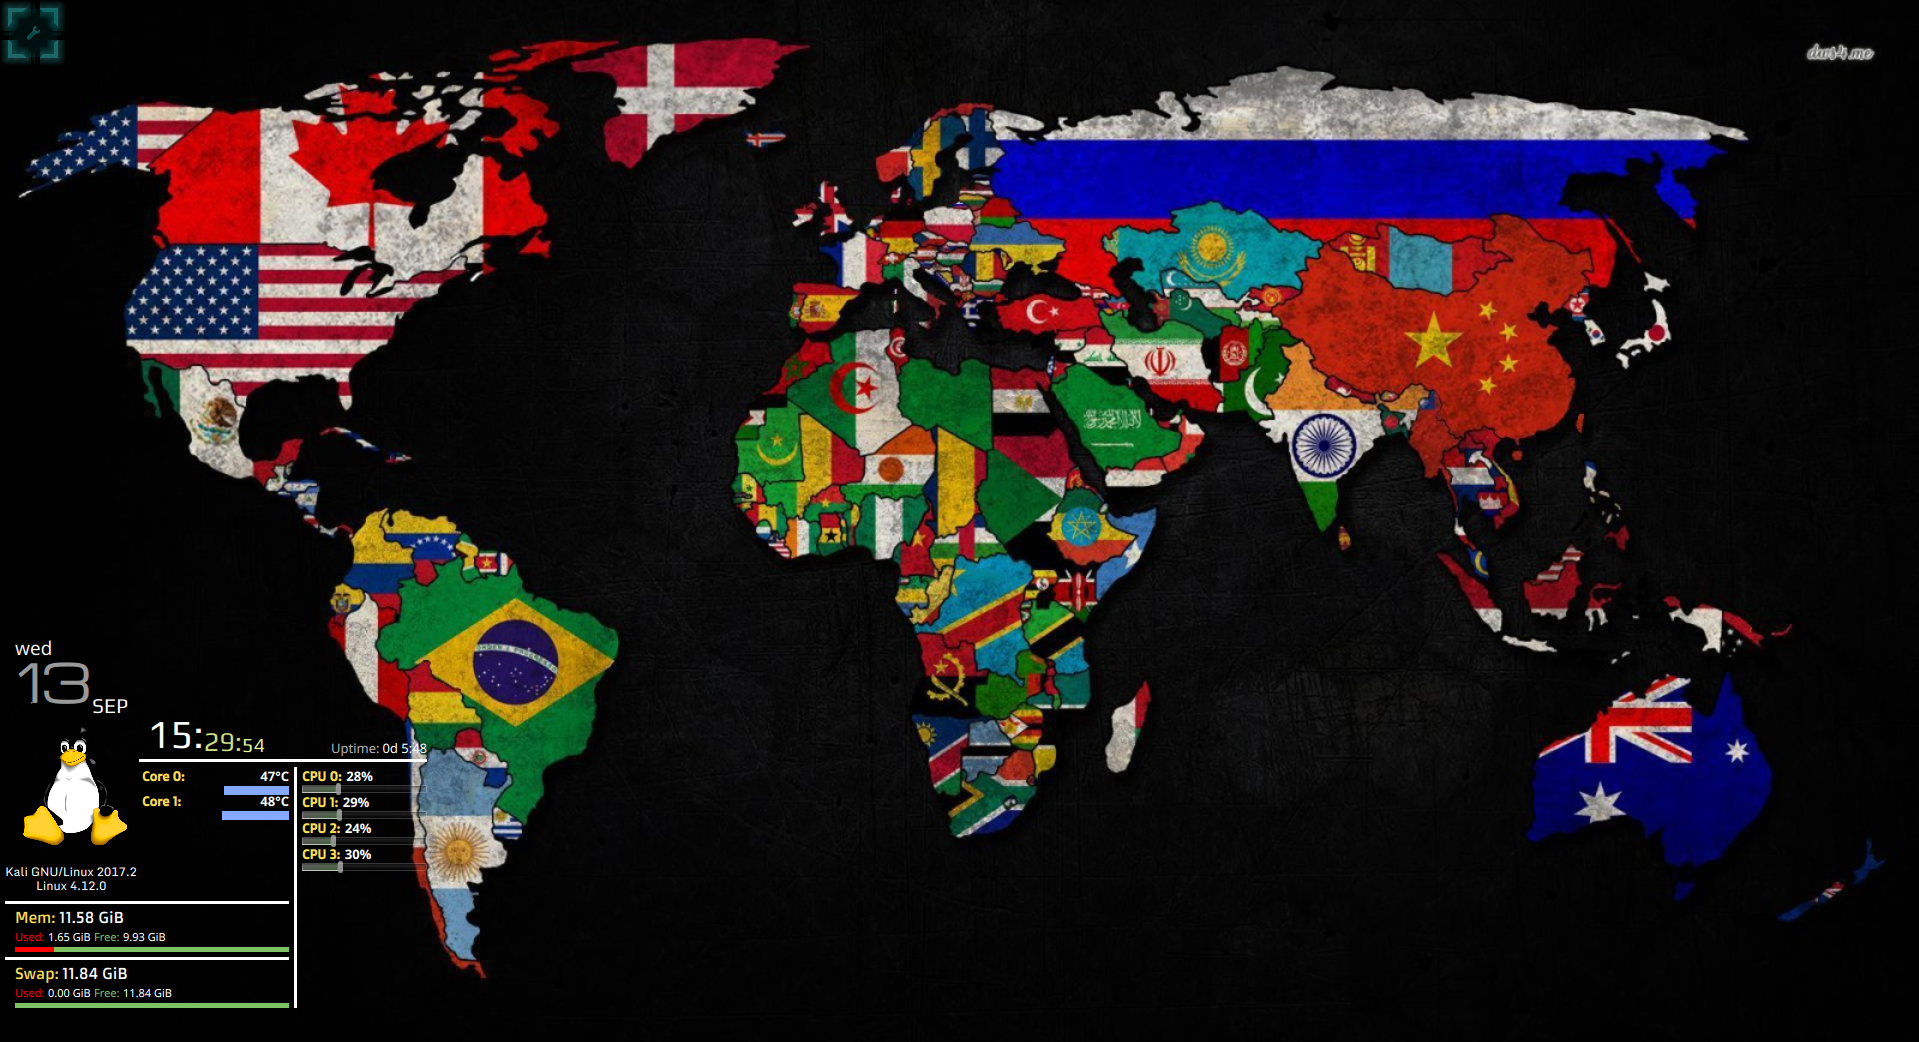 dws4.me
wed
13
SEP
15:29:54
Uptime: 0d 5:48
Core 0: 47°C
Core 1: 48°C
CPU 0: 28%
CPU 1: 29%
CPU 2: 24%
CPU 3: 30%
Kali GNU/Linux 2017.2
Linux 4.12.0
Mem: 11.58 GiB
Used: 1.65 GiB Free: 9.93 GiB
Swap: 11.84 GiB
Used: 0.00 GiB Free: 11.84 GiB